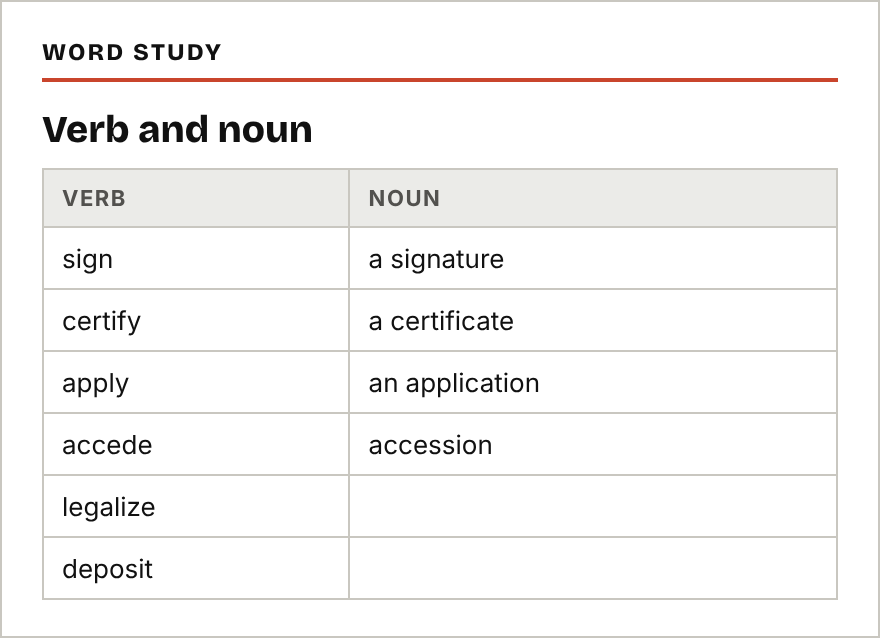 WORD STUDY
Verb and noun
VERB NOUN
sign a signature
certify a certificate
apply an application
accede accession
legalize
deposit